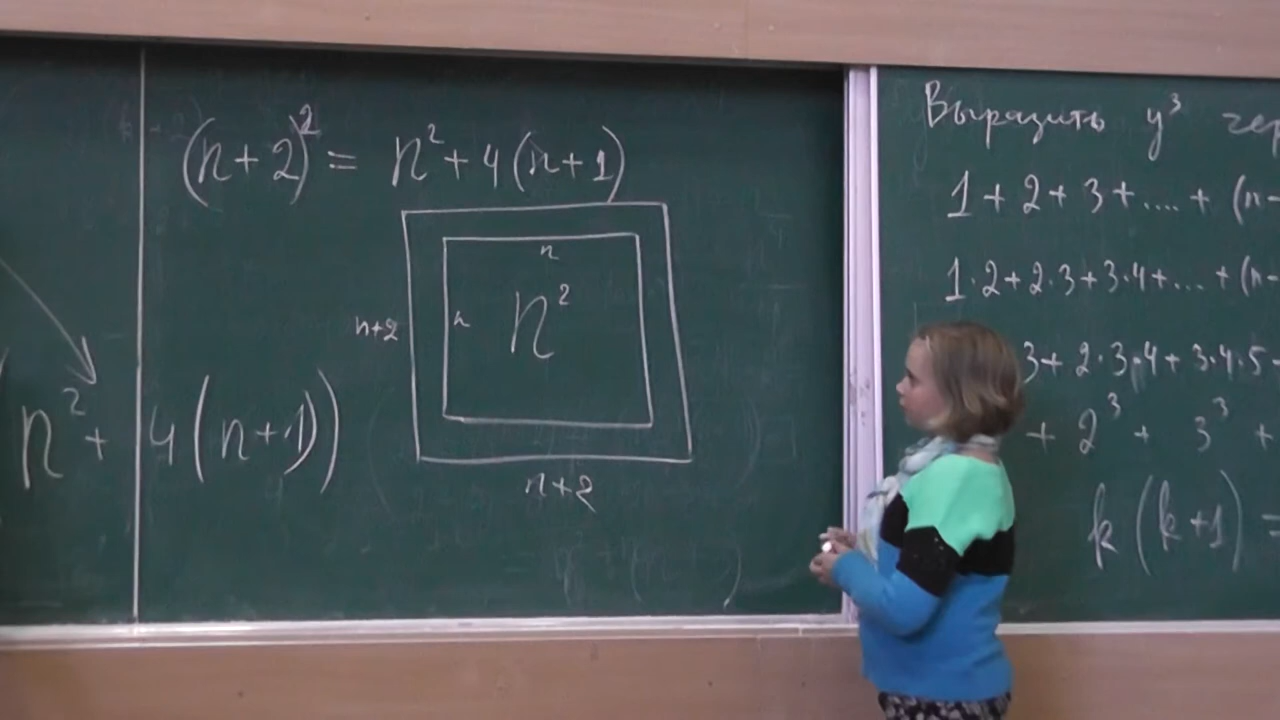 (n+2)² = n² + 4(n+1)
n
n²
n
n+2
n+2
n² + 4(n+1))
Выразить y³
1 + 2 + 3 + .... + (n-
1·2 + 2·3 + 3·4 + ... + (n-
3 + 2·3·4 + 3·4·5
+ 2³ + 3³ +
k(k+1) =